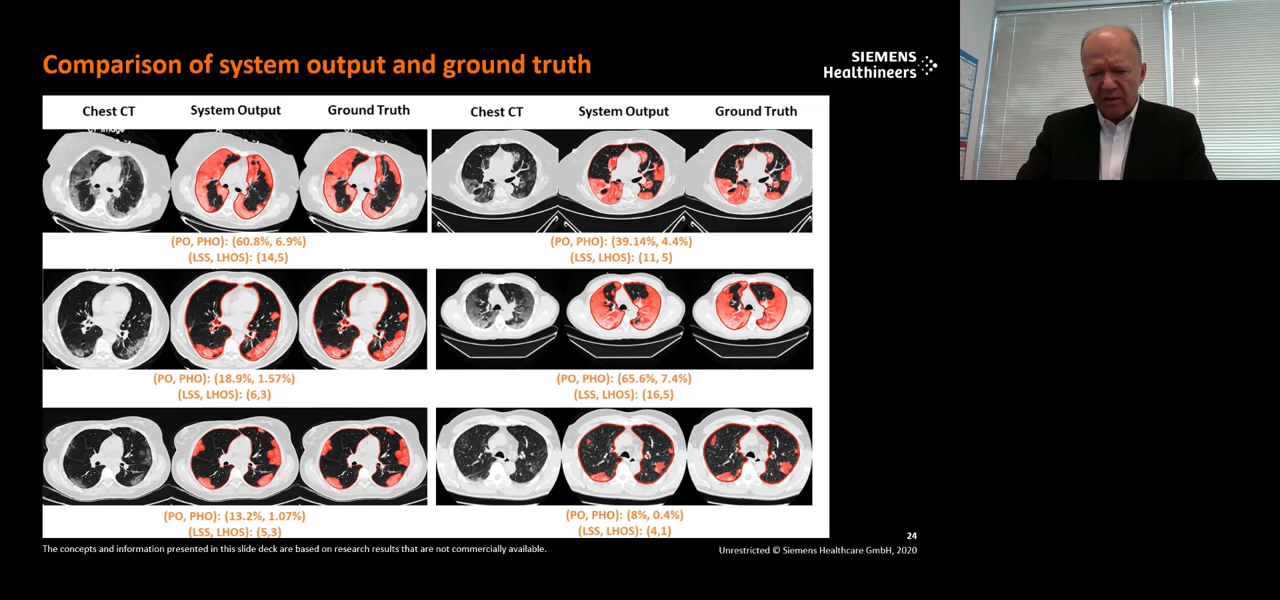 Comparison of system output and ground truth
SIEMENS
Healthineers
Chest CT System Output Ground Truth Chest CT System Output Ground Truth
(PO, PHO): (60.8%, 6.9%) (PO, PHO): (39.14%, 4.4%)
(LSS, LHOS): (14,5) (LSS, LHOS): (11, 5)
(PO, PHO): (18.9%, 1.57%) (PO, PHO): (65.6%, 7.4%)
(LSS, LHOS): (6,3) (LSS, LHOS): (16,5)
(PO, PHO): (13.2%, 1.07%) (PO, PHO): (8%, 0.4%)
(LSS, LHOS): (5,3) (LSS, LHOS): (4,1)
24
The concepts and information presented in this slide deck are based on research results that are not commercially available. Unrestricted © Siemens Healthcare GmbH, 2020